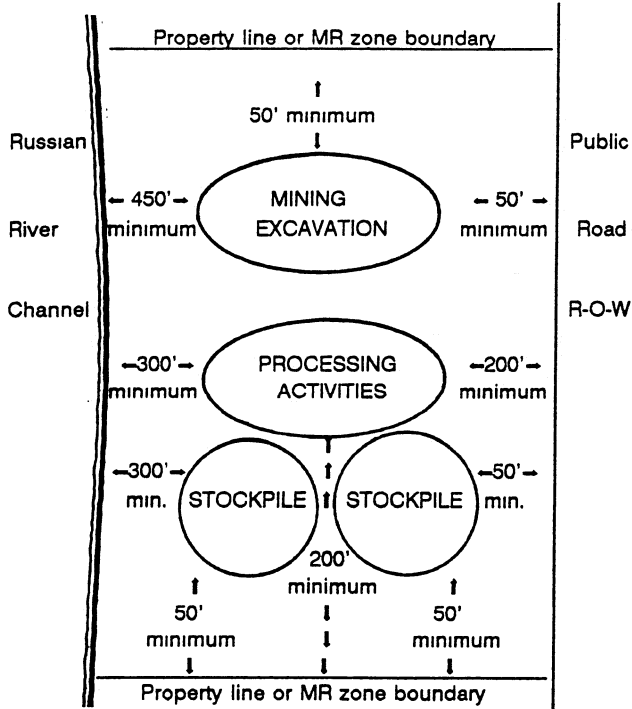 Property line or MR zone boundary
50' minimum
Russian
Public
450'
MINING
50'
River
minimum
EXCAVATION
minimum
Road
Channel
R-O-W
300'
PROCESSING
200'
minimum
ACTIVITIES
minimum
300'
STOCKPILE
STOCKPILE
50'
min.
min.
200'
minimum
50'
50'
minimum
minimum
Property line or MR zone boundary